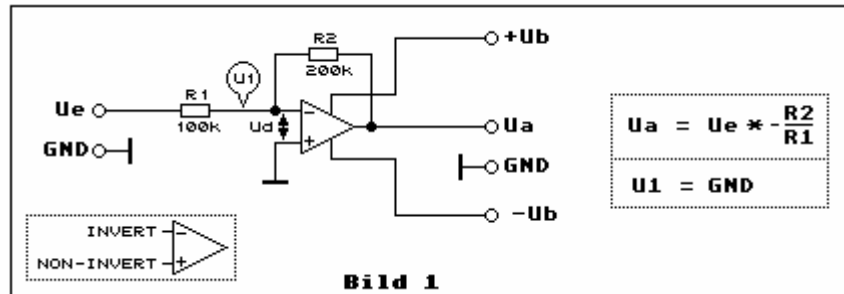 R2
200k
+Ub
U1
R1
100k
Ue
Ud
-
+
Ua
GND
GND
-Ub
Ua = Ue * -R2/R1
U1 = GND
INVERT -
NON-INVERT +
Bild 1